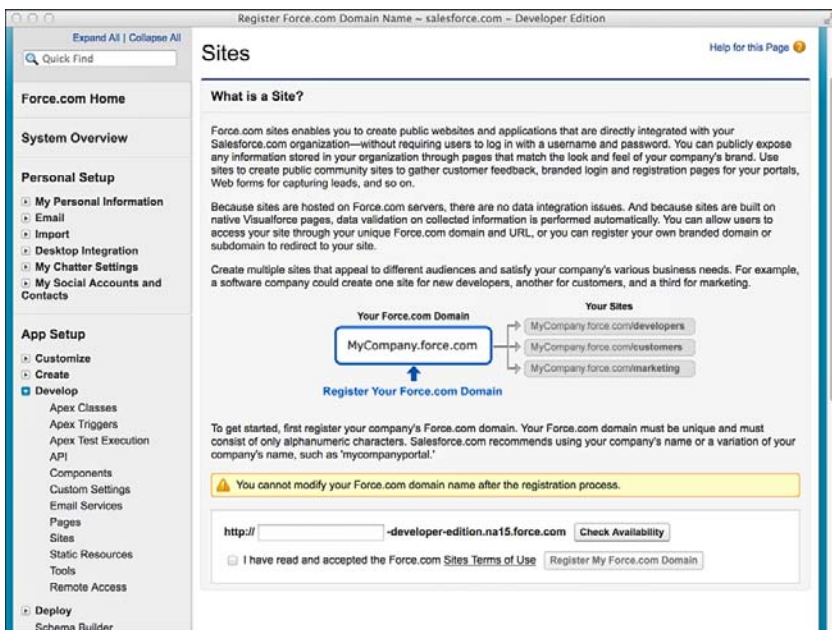 Register Force.com Domain Name ~ salesforce.com ~ Developer Edition
Expand All | Collapse All
Quick Find
Force.com Home
System Overview
Personal Setup
My Personal Information
Email
Import
Desktop Integration
My Chatter Settings
My Social Accounts and
Contacts
App Setup
Customize
Create
Develop
Apex Classes
Apex Triggers
Apex Test Execution
API
Components
Custom Settings
Email Services
Pages
Sites
Static Resources
Tools
Remote Access
Deploy
Schema Builder
Sites
Help for this Page ?
What is a Site?
Force.com sites enables you to create public websites and applications that are directly integrated with your
Salesforce.com organization—without requiring users to log in with a username and password. You can publicly expose
any information stored in your organization through pages that match the look and feel of your company's brand. Use
sites to create public community sites to gather customer feedback, branded login and registration pages for your portals,
Web forms for capturing leads, and so on.
Because sites are hosted on Force.com servers, there are no data integration issues. And because sites are built on
native Visualforce pages, data validation on collected information is performed automatically. You can allow users to
access your site through your unique Force.com domain and URL, or you can register your own branded domain or
subdomain to redirect to your site.
Create multiple sites that appeal to different audiences and satisfy your company's various business needs. For example,
a software company could create one site for new developers, another for customers, and a third for marketing.
Your Force.com Domain
MyCompany.force.com
Register Your Force.com Domain
Your Sites
MyCompany.force.com/developers
MyCompany.force.com/customers
MyCompany.force.com/marketing
To get started, first register your company's Force.com domain. Your Force.com domain must be unique and must
consist of only alphanumeric characters. Salesforce.com recommends using your company's name or a variation of your
company's name, such as 'mycompanyportal.'
You cannot modify your Force.com domain name after the registration process.
http:// -developer-edition.na15.force.com Check Availability
I have read and accepted the Force.com Sites Terms of Use Register My Force.com Domain